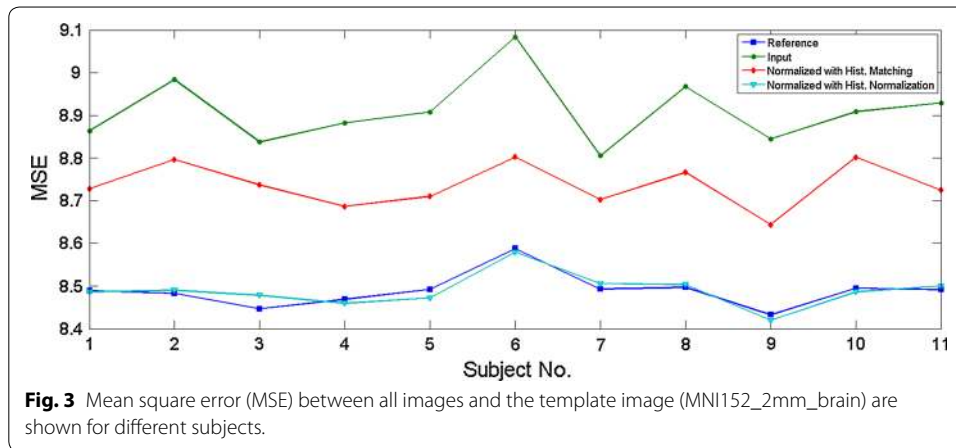 9.1
9
8.9
8.8
8.7
8.6
8.5
8.4
MSE
Reference
Input
Normalized with Hist. Matching
Normalized with Hist. Normalization
1 2 3 4 5 6 7 8 9 10 11
Subject No.
Fig. 3 Mean square error (MSE) between all images and the template image (MNI152_2mm_brain) are
shown for different subjects.